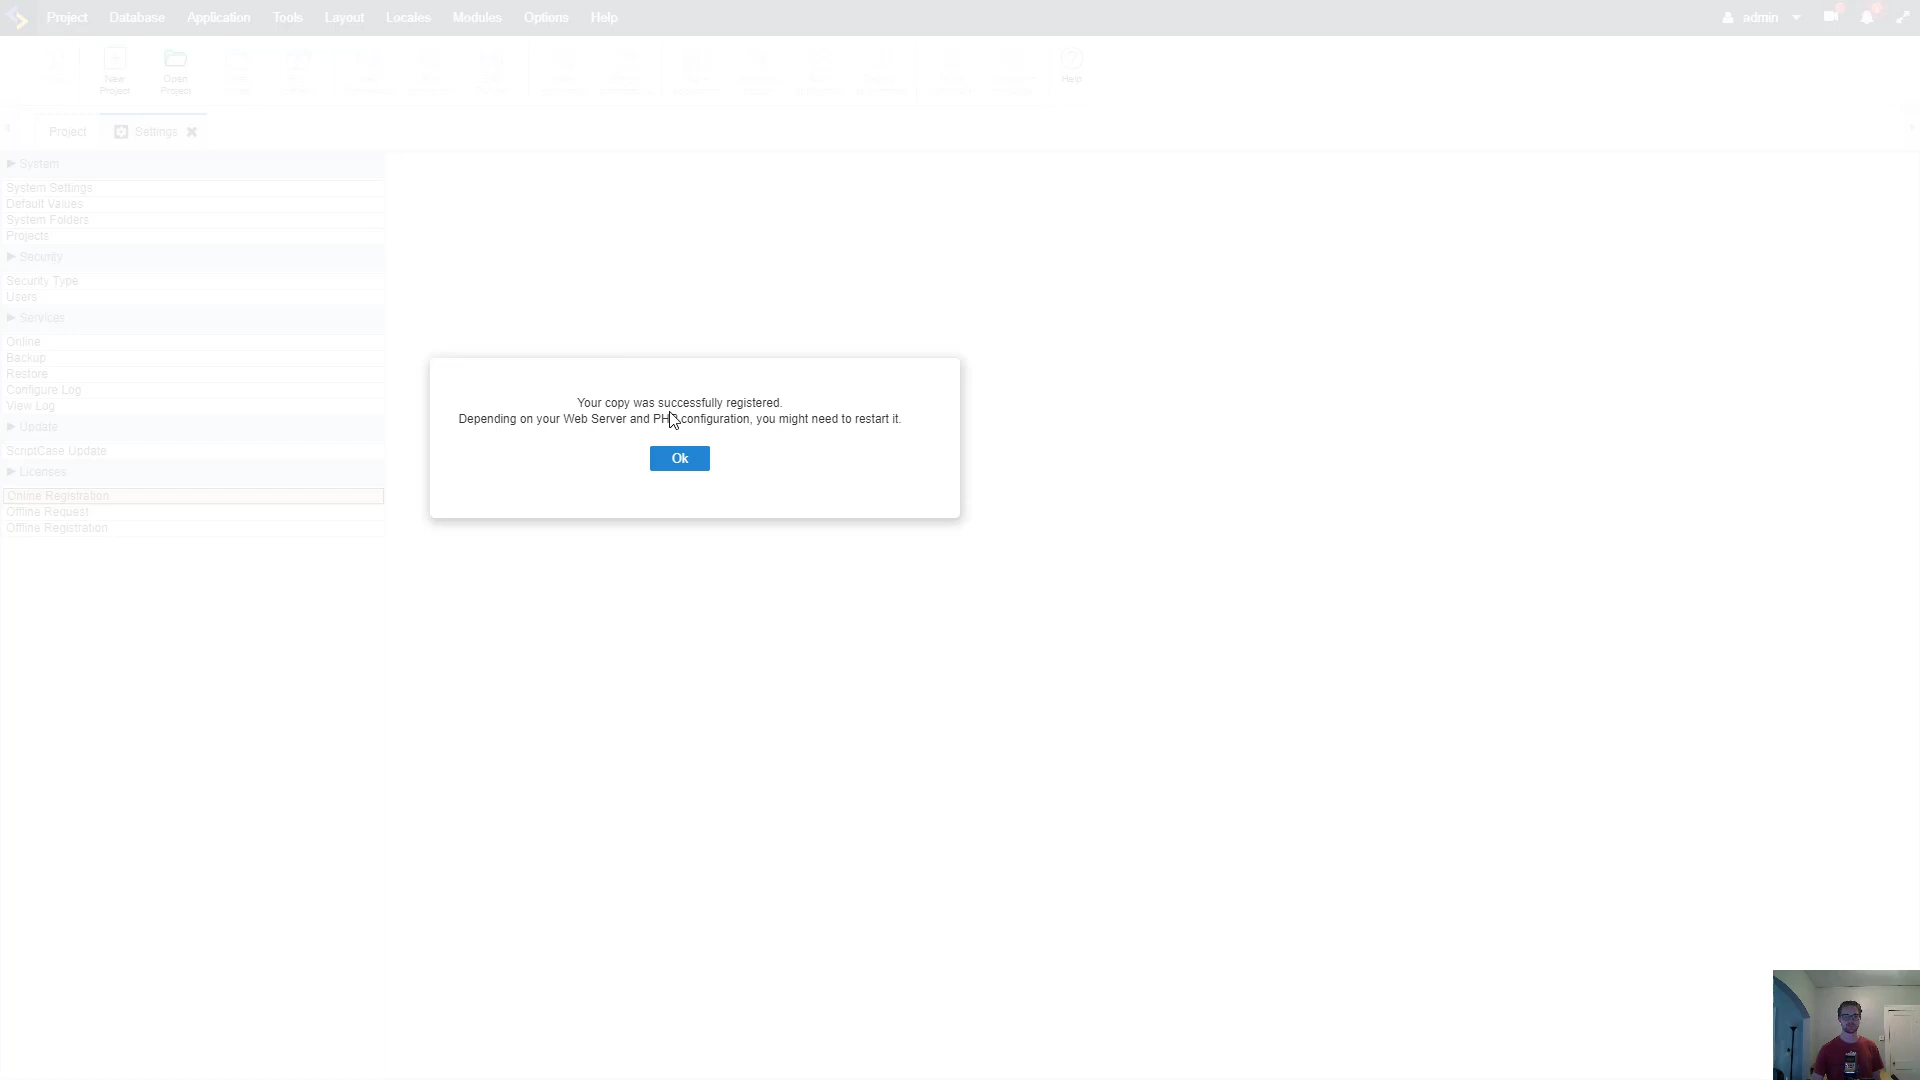 Project Database Application Tools Layout Locales Modules Options Help admin
New Project
Open Project
Help
Project Settings
System
System Settings
Default Values
System Folders
Projects
Security
Security Type
Users
Services
Online
Backup
Restore
Configure Log
View Log
Update
ScriptCase Update
Licenses
Online Registration
Offline Request
Offline Registration
Your copy was successfully registered.
Depending on your Web Server and PHP configuration, you might need to restart it.
Ok